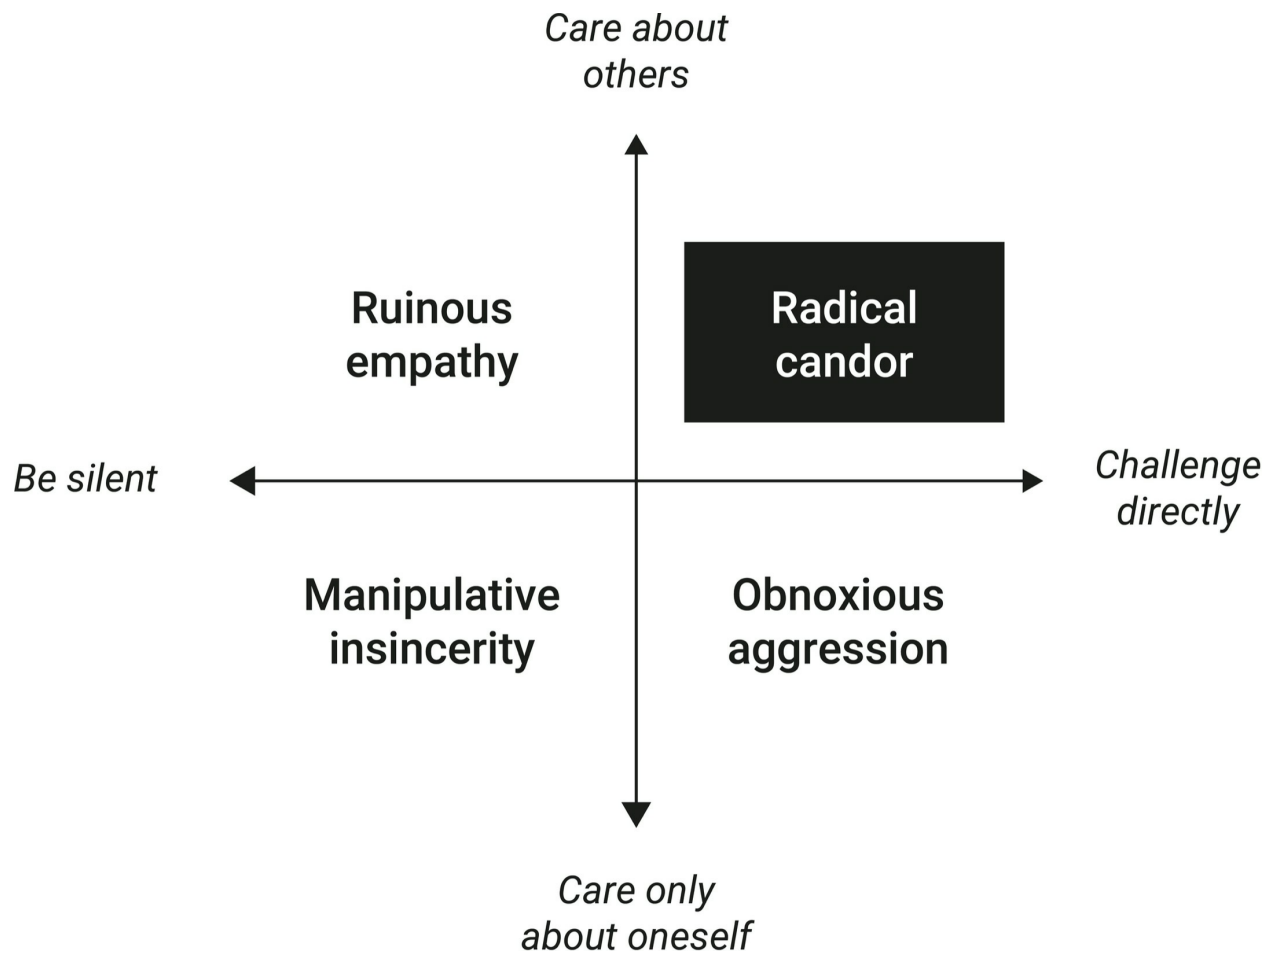 Care about
others
Ruinous
empathy
Radical
candor
Be silent
Challenge
directly
Manipulative
insincerity
Obnoxious
aggression
Care only
about oneself